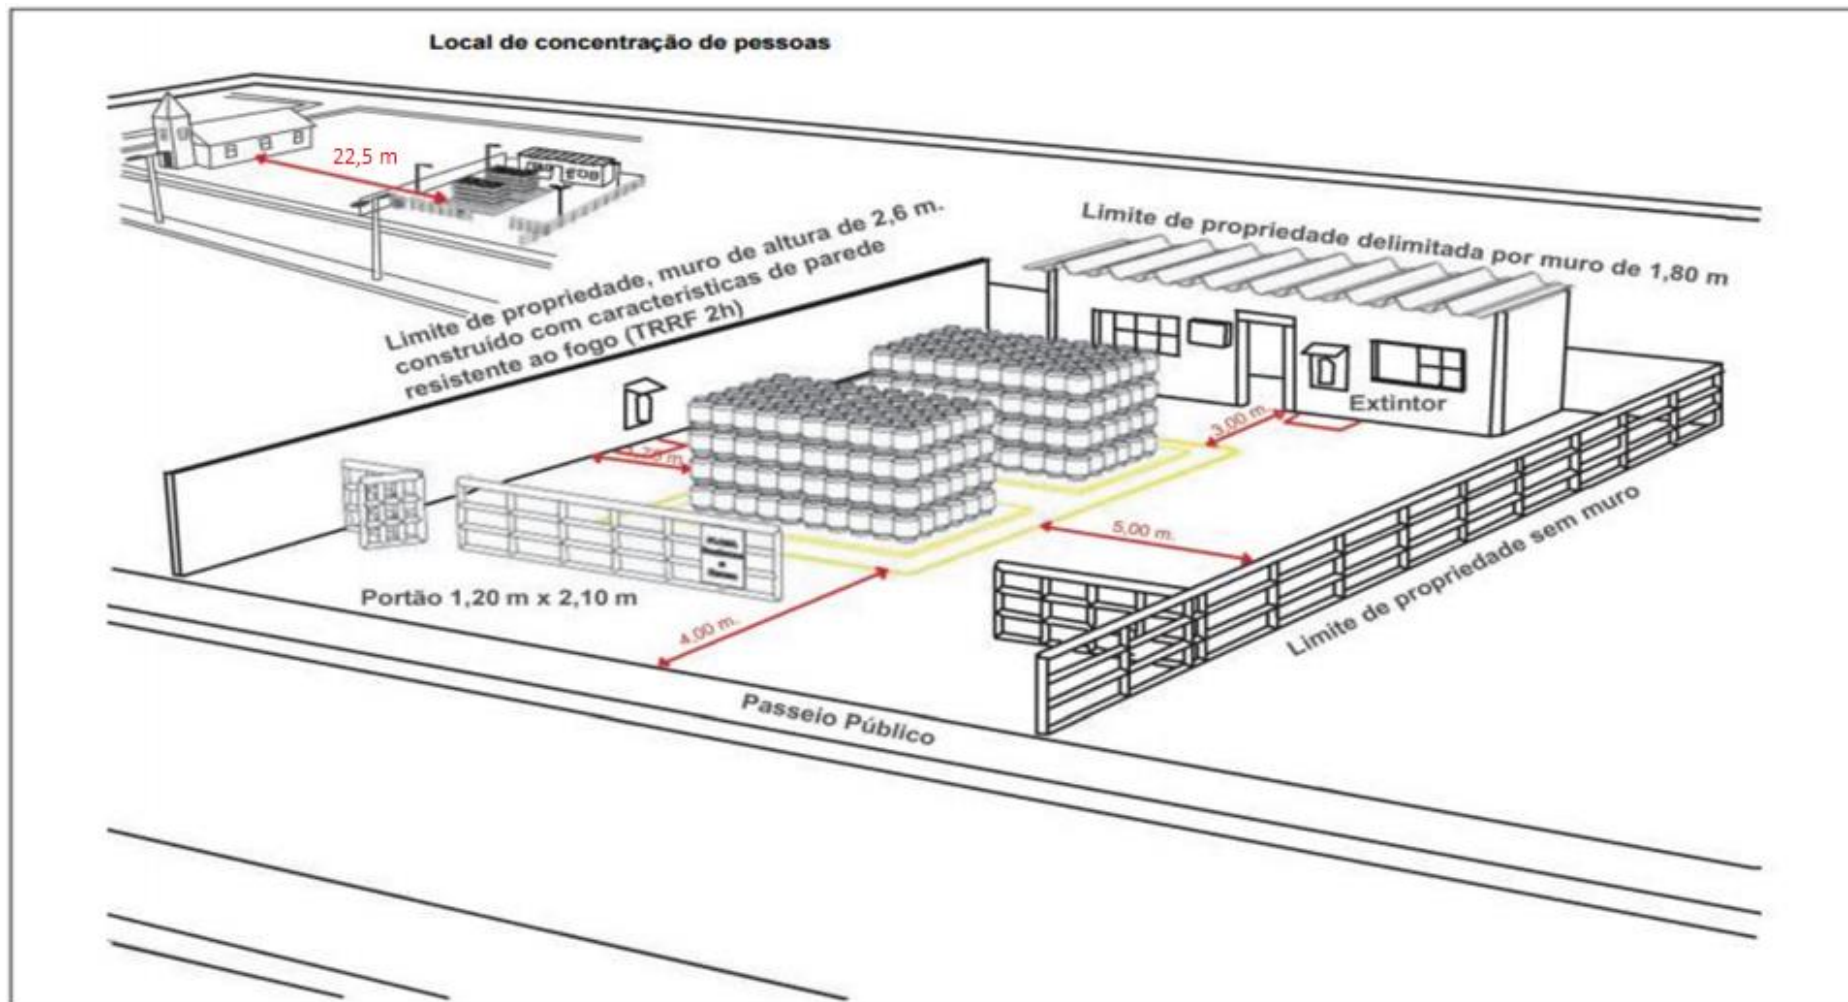 Local de concentração de pessoas
22,5 m
Limite de propriedade, muro de altura de 2,6 m.
construído com características de parede
resistente ao fogo (TRRF 2h)
Limite de propriedade delimitada por muro de 1,80 m
Extintor
3,00 m.
5,00 m.
Limite de propriedade sem muro
Portão 1,20 m x 2,10 m
4,00 m.
Passeio Público